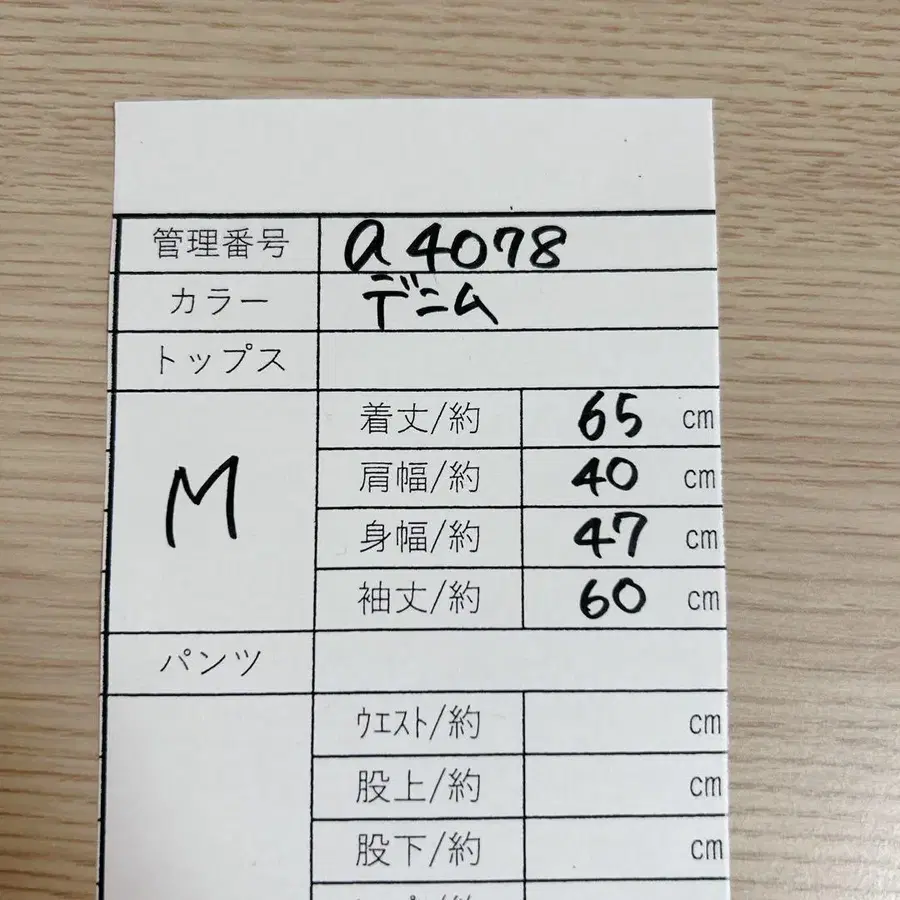 管理番号 a 4078
カラー デニム
トップス
M
着丈/約 65 cm
肩幅/約 40 cm
身幅/約 47 cm
袖丈/約 60 cm
パンツ
ウエスト/約 cm
股上/約 cm
股下/約 cm